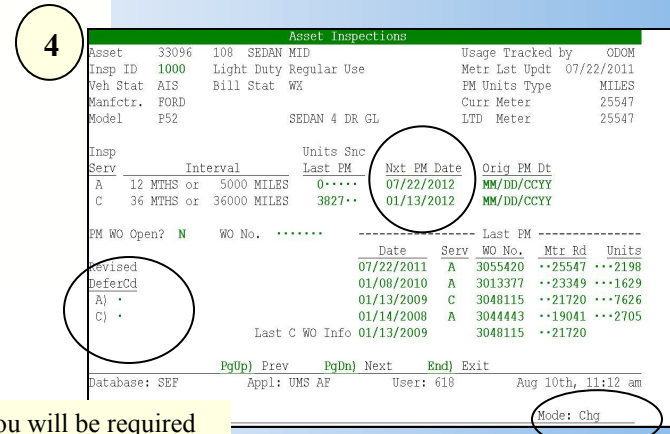 4
Asset Inspections
Asset 33096 108 SEDAN MID Usage Tracked by ODOM
Insp ID 1000 Light Duty Regular Use Metr Lst Updt 07/22/2011
Veh Stat AIS Bill Stat WX PM Units Type MILES
Manfctr. FORD Curr Meter 25547
Model P52 SEDAN 4 DR GL LTD Meter 25547
Insp Units Snc
Serv Interval Last PM Nxt PM Date Orig PM Dt
A 12 MTHS or 5000 MILES 0····· 07/22/2012 MM/DD/CCYY
C 36 MTHS or 36000 MILES 3827·· 01/13/2012 MM/DD/CCYY
PM WO Open? N WO No. ······· ---------------------- Last PM --------------------
Date Serv WO No. Mtr Rd Units
Revised 07/22/2011 A 3055420 ··25547 ···2198
DeferCd 01/08/2010 A 3013377 ··23349 ···1629
A) · 01/13/2009 C 3048115 ··21720 ···7626
C) · 01/14/2008 A 3044443 ··19041 ···2705
Last C WO Info 01/13/2009 3048115 ··21720
PgUp) Prev PgDn) Next End) Exit
Database: SEF Appl: UMS AF User: 618 Aug 10th, 11:12 am
Mode: Chg
ou will be required